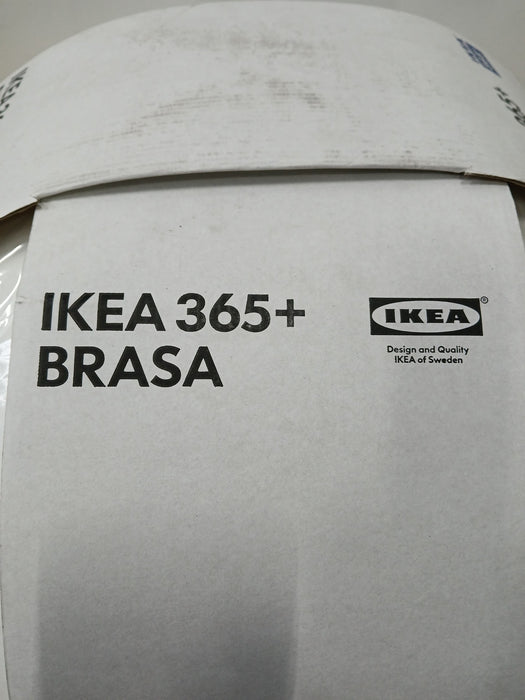 IKEA 365+
BRASA
IKEA®
Design and Quality
IKEA of Sweden